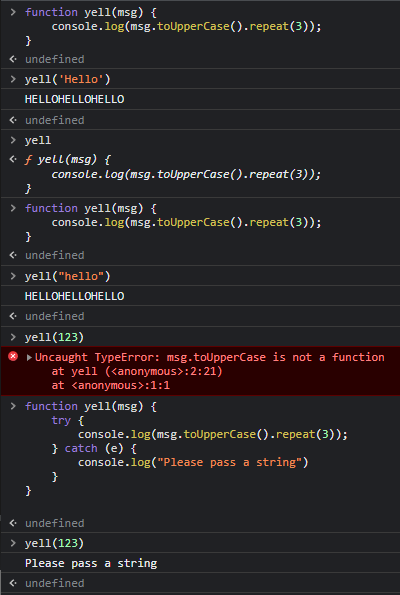 > function yell(msg) {
console.log(msg.toUpperCase().repeat(3));
}
undefined
> yell('Hello')
HELLOHELLOHELLO
undefined
> yell
ƒ yell(msg) {
console.log(msg.toUpperCase().repeat(3));
}
> function yell(msg) {
console.log(msg.toUpperCase().repeat(3));
}
undefined
> yell("hello")
HELLOHELLOHELLO
undefined
> yell(123)
Uncaught TypeError: msg.toUpperCase is not a function
at yell (<anonymous>:2:21)
at <anonymous>:1:1
> function yell(msg) {
try {
console.log(msg.toUpperCase().repeat(3));
} catch (e) {
console.log("Please pass a string")
}
}
undefined
> yell(123)
Please pass a string
undefined